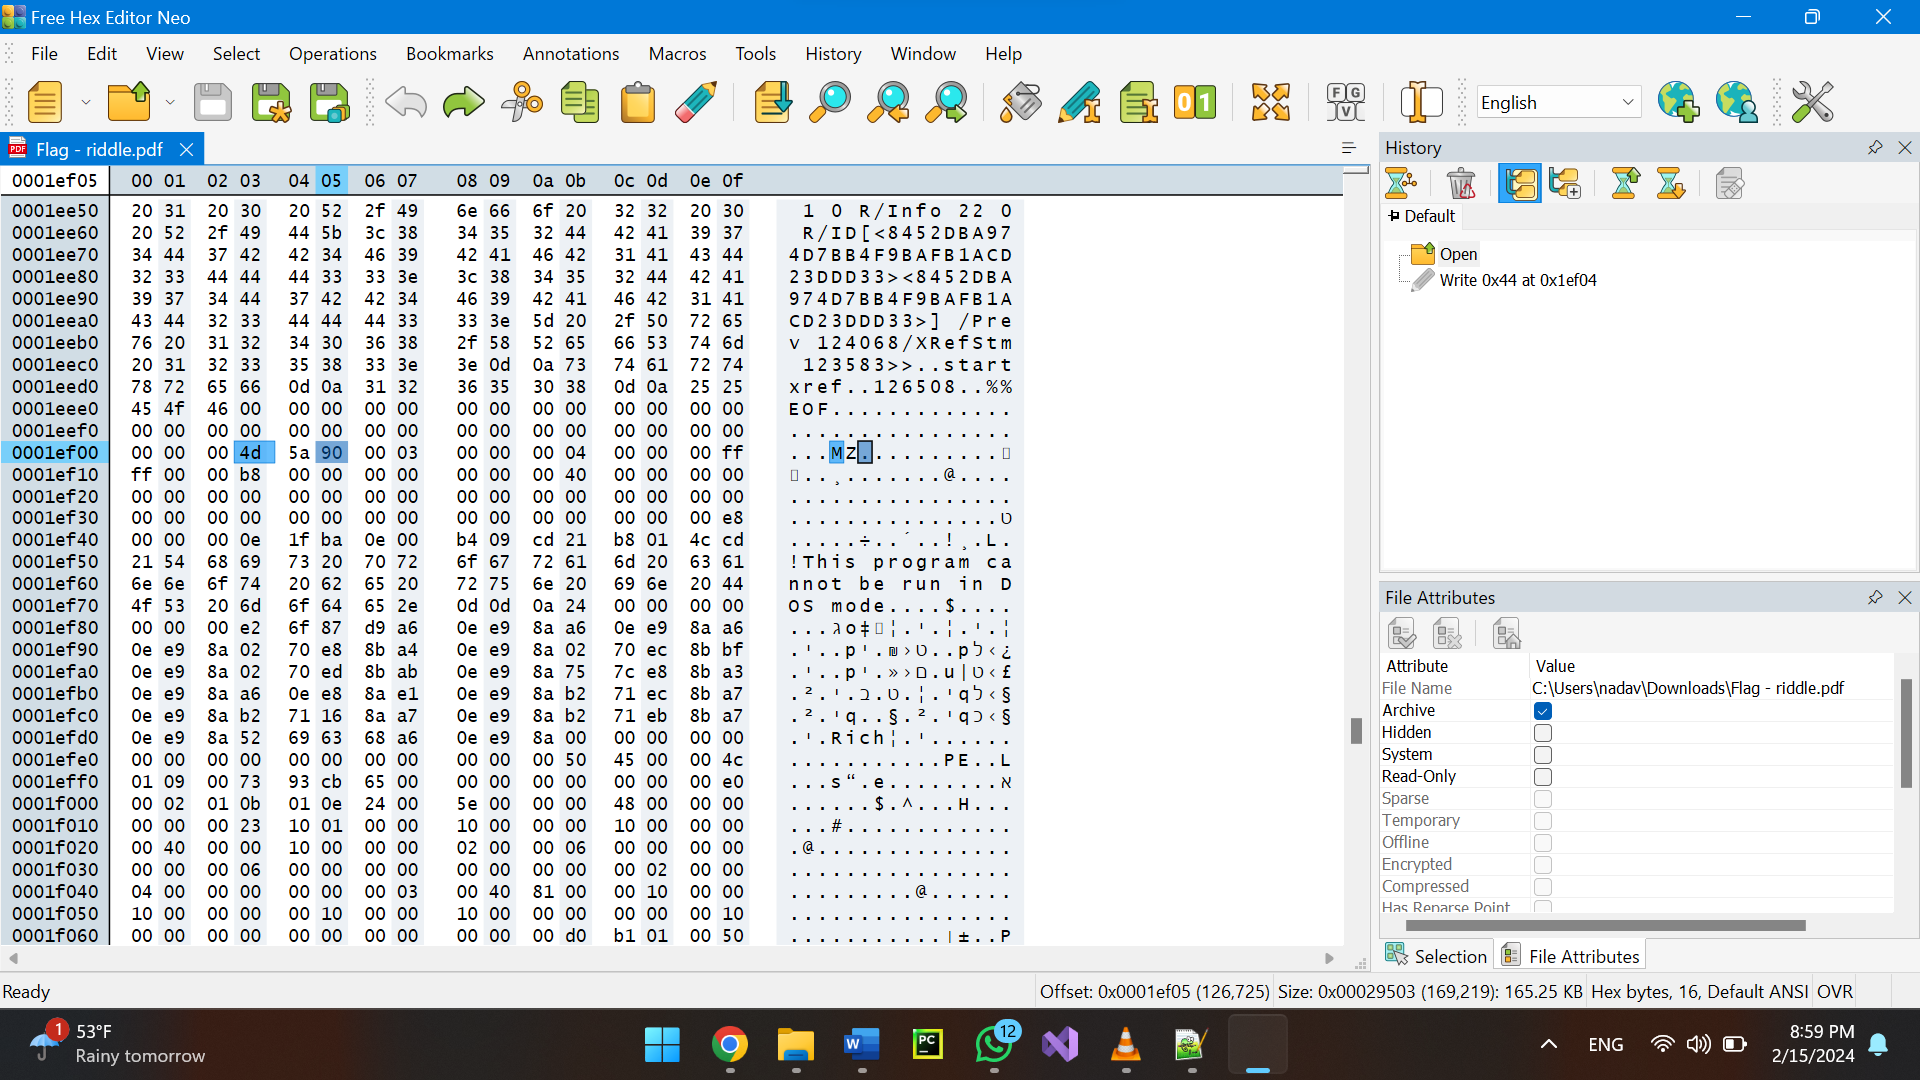 Free Hex Editor Neo
File Edit View Select Operations Bookmarks Annotations Macros Tools History Window Help
F G V
0 1
English
Flag - riddle.pdf
0001ef05 00 01 02 03 04 05 06 07 08 09 0a 0b 0c 0d 0e 0f
0001ee50 20 31 20 30 20 52 2f 49 6e 66 6f 20 32 32 20 30  1 0 R/Info 22 0
0001ee60 20 52 2f 49 44 5b 3c 38 34 35 32 44 42 41 39 37  R/ID[<8452DBA97
0001ee70 34 44 37 42 42 34 46 39 42 41 46 42 31 41 43 44 4D7BB4F9BAFB1ACD
0001ee80 32 33 44 44 44 33 33 3e 3c 38 34 35 32 44 42 41 23DDD33><8452DBA
0001ee90 39 37 34 44 37 42 42 34 46 39 42 41 46 42 31 41 974D7BB4F9BAFB1A
0001eea0 43 44 32 33 44 44 44 33 33 3e 5d 20 2f 50 72 65 CD23DDD33>] /Pre
0001eeb0 76 20 31 32 34 30 36 38 2f 58 52 65 66 53 74 6d v 124068/XRefStm
0001eec0 20 31 32 33 35 38 33 3e 3e 0d 0a 73 74 61 72 74  123583>>..start
0001eed0 78 72 65 66 0d 0a 31 32 36 35 30 38 0d 0a 25 25 xref..126508..%%
0001eee0 45 4f 46 00 00 00 00 00 00 00 00 00 00 00 00 00 EOF.............
0001eef0 00 00 00 00 00 00 00 00 00 00 00 00 00 00 00 00 ................
0001ef00 00 00 00 4d 5a 90 00 03 00 00 00 04 00 00 00 ff ...MZ..........
0001ef10 ff 00 00 b8 00 00 00 00 00 00 00 40 00 00 00 00 ..¸.......@....
0001ef20 00 00 00 00 00 00 00 00 00 00 00 00 00 00 00 00 ................
0001ef30 00 00 00 00 00 00 00 00 00 00 00 00 00 00 00 e8 ...............ט
0001ef40 00 00 00 0e 1f ba 0e 00 b4 09 cd 21 b8 01 4c cd .....÷..´..!¸.L.
0001ef50 21 54 68 69 73 20 70 72 6f 67 72 61 6d 20 63 61 !This program ca
0001ef60 6e 6e 6f 74 20 62 65 20 72 75 6e 20 69 6e 20 44 nnot be run in D
0001ef70 4f 53 20 6d 6f 64 65 2e 0d 0d 0a 24 00 00 00 00 OS mode....$....
0001ef80 00 00 00 e2 6f 87 d9 a6 0e e9 8a a6 0e e9 8a a6 ...גo‡¦.י.¦.י.¦
0001ef90 0e e9 8a 02 70 e8 8b a4 0e e9 8a 02 70 ec 8b bf .י..pט‹₪.י..pל‹¿
0001efa0 0e e9 8a 02 70 ed 8b ab 0e e9 8a 75 7c e8 8b a3 .י..pם‹«.י.u|ט‹£
0001efb0 0e e9 8a a6 0e e8 8a e1 0e e9 8a b2 71 ec 8b a7 .י.¦.ט.ב.י.²qל‹§
0001efc0 0e e9 8a b2 71 16 8a a7 0e e9 8a b2 71 eb 8b a7 .י.²q..§.י.²qכ‹§
0001efd0 0e e9 8a 52 69 63 68 a6 0e e9 8a 00 00 00 00 00 .י.Rich¦.י......
0001efe0 00 00 00 00 00 00 00 00 00 00 00 50 45 00 00 4c ...........PE..L
0001eff0 01 09 00 73 93 cb 65 00 00 00 00 00 00 00 00 e0 ...s“.e........א
0001f000 00 02 01 0b 01 0e 24 00 00 5e 00 00 00 48 00 00 00 ......$.^...H...
0001f010 00 00 00 23 10 01 00 00 10 00 00 00 10 00 00 00 ...#............
0001f020 00 40 00 00 10 00 00 00 02 00 00 06 00 00 00 00 .@..............
0001f030 00 00 00 06 00 00 00 00 00 00 00 00 00 02 00 00 ................
0001f040 04 00 00 00 00 00 00 03 00 40 81 00 00 10 00 00 .........@......
0001f050 10 00 00 00 00 10 00 00 10 00 00 00 00 00 00 10 ................
0001f060 00 00 00 00 00 00 00 00 00 00 00 d0 b1 01 00 50 ............±..P
History
Default
Open
Write 0x44 at 0x1ef04
File Attributes
Attribute Value
File Name C:\Users\nadav\Downloads\Flag - riddle.pdf
Archive
Hidden
System
Read-Only
Sparse
Temporary
Offline
Encrypted
Compressed
Has Reparse Point
Selection File Attributes
Ready Offset: 0x0001ef05 (126,725) Size: 0x00029503 (169,219): 165.25 KB Hex bytes, 16, Default ANSI OVR
1 53°F
Rainy tomorrow
W PC 12
ENG
8:59 PM
2/15/2024